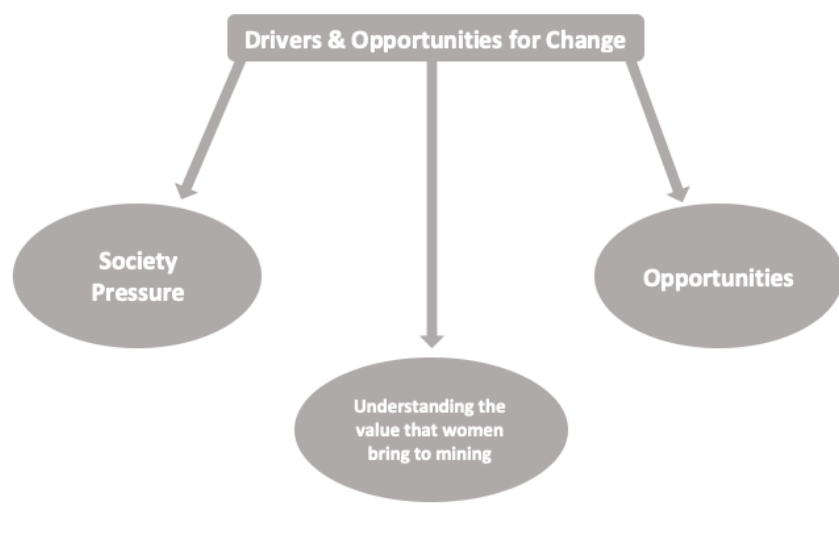 Drivers & Opportunities for Change
Society
Pressure
Opportunities
Understanding the
value that women
bring to mining